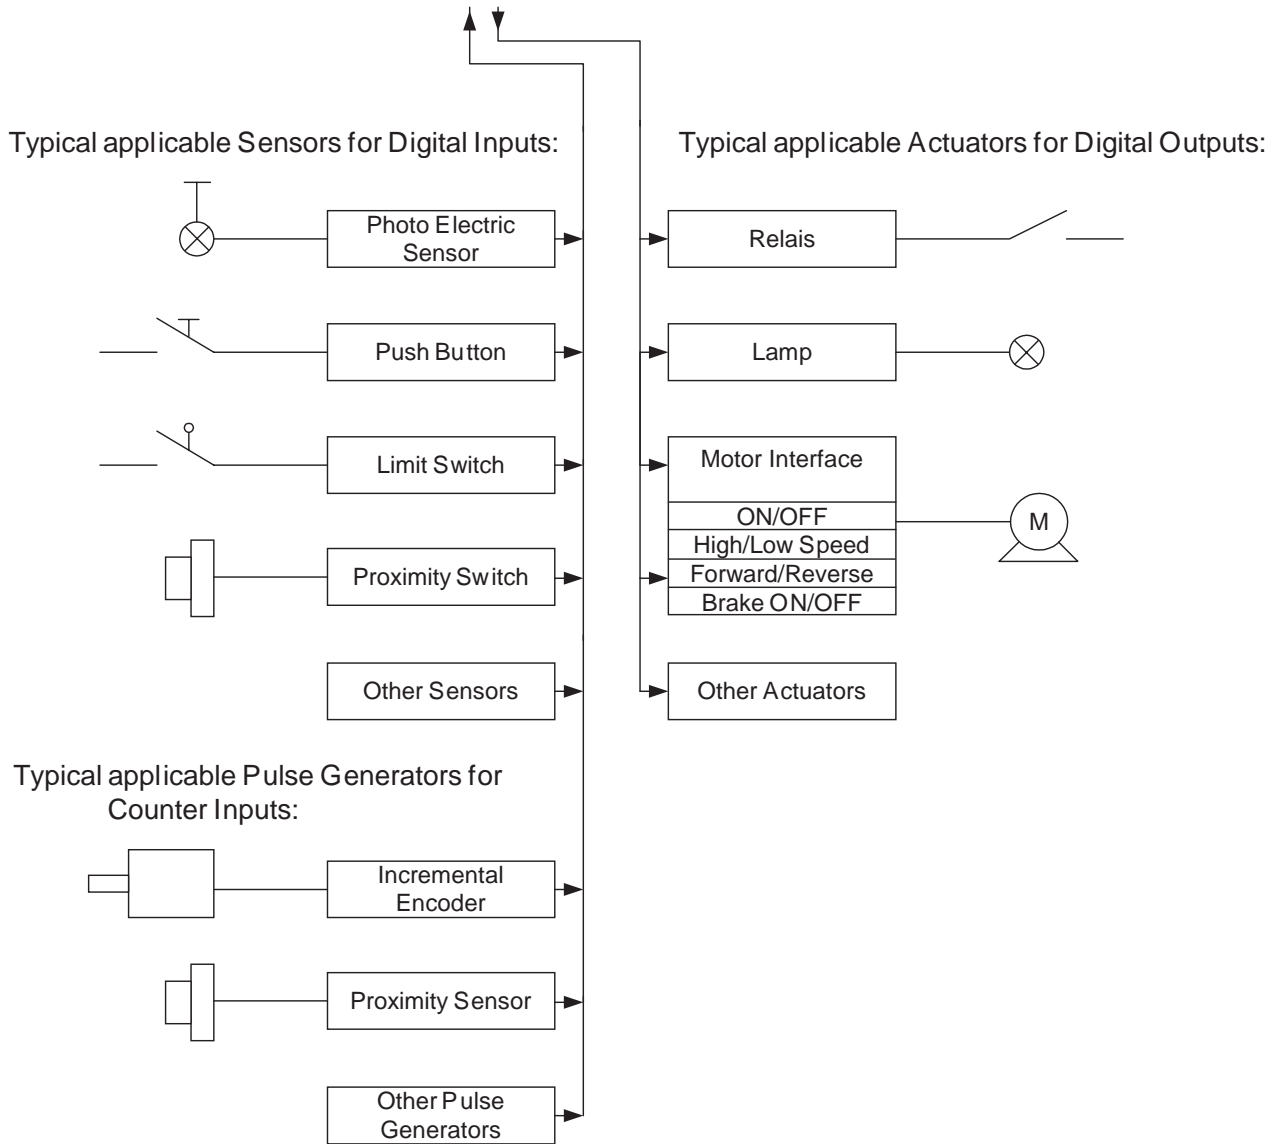 Typical applicable Sensors for Digital Inputs:
Photo Electric
Sensor
Push Button
Limit Switch
Proximity Switch
Other Sensors
Typical applicable Pulse Generators for
Counter Inputs:
Incremental
Encoder
Proximity Sensor
Other Pulse
Generators
Typical applicable Actuators for Digital Outputs:
Relais
Lamp
Motor Interface
ON/OFF
High/Low Speed
Forward/Reverse
Brake ON/OFF
M
Other Actuators